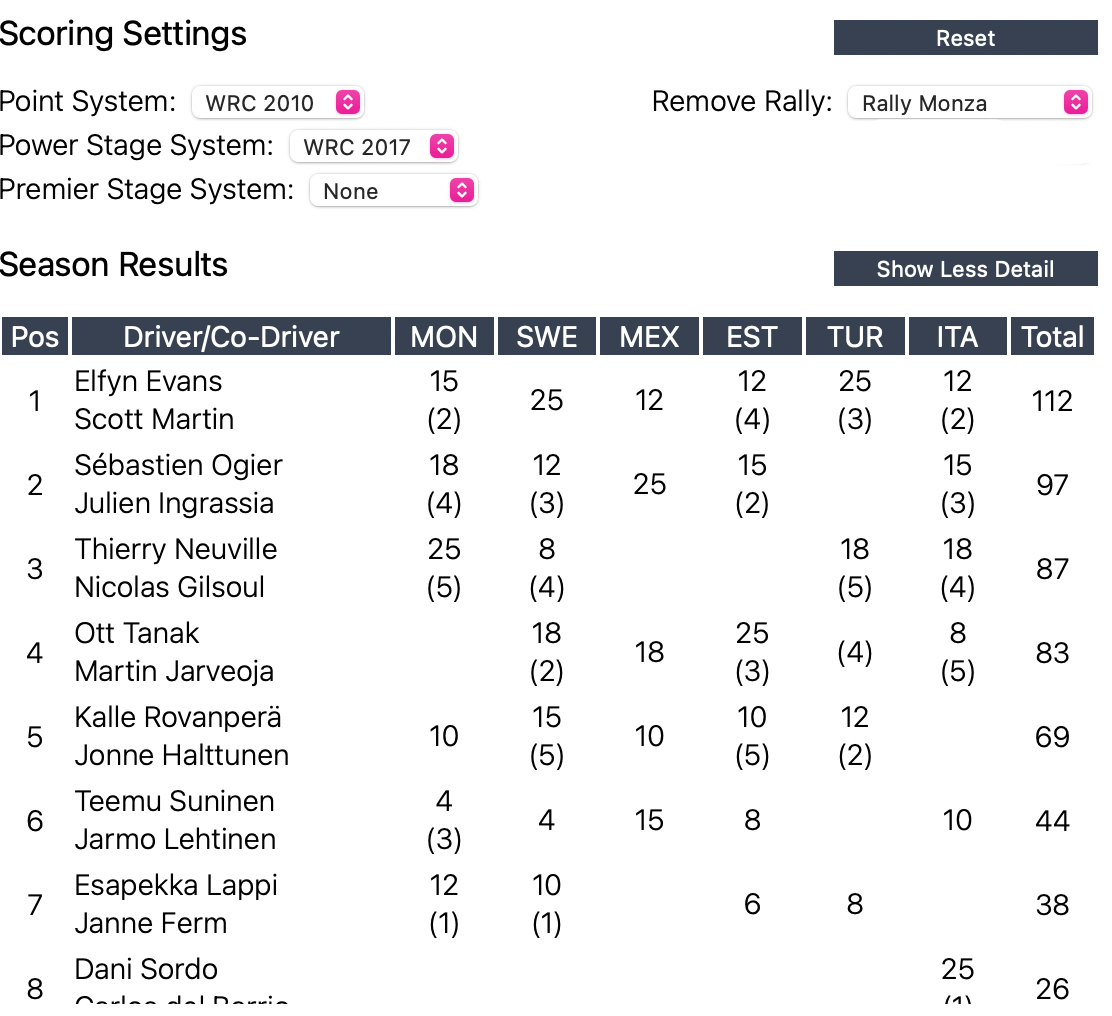 Scoring Settings
Reset
Point System: WRC 2010
Remove Rally: Rally Monza
Power Stage System: WRC 2017
Premier Stage System: None
Season Results
Show Less Detail
Pos Driver/Co-Driver MON SWE MEX EST TUR ITA Total
1 Elfyn Evans Scott Martin 15 (2) 25 12 12 (4) 25 (3) 12 (2) 112
2 Sébastien Ogier Julien Ingrassia 18 (4) 12 (3) 25 15 (2) 15 (3) 97
3 Thierry Neuville Nicolas Gilsoul 25 (5) 8 (4) 18 (5) 18 (4) 87
4 Ott Tanak Martin Jarveoja 18 (2) 18 25 (3) (4) 8 (5) 83
5 Kalle Rovanperä Jonne Halttunen 10 15 (5) 10 10 (5) 12 (2) 69
6 Teemu Suninen Jarmo Lehtinen 4 (3) 4 15 8 10 44
7 Esapekka Lappi Janne Ferm 12 (1) 10 (1) 6 8 38
8 Dani Sordo 25 26